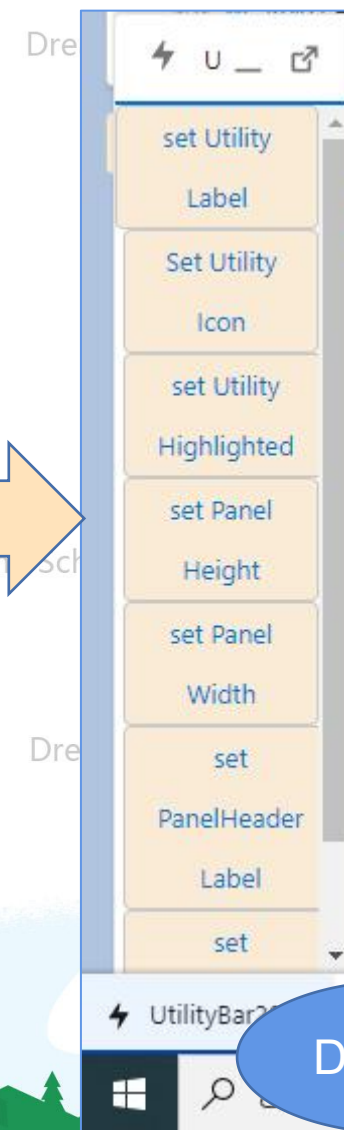 Dre
U
set Utility
Label
Set Utility
Icon
set Utility
Highlighted
set Panel
Height
set Panel
Width
Sch
Dre
set
PanelHeader
Label
set
UtilityBar
D